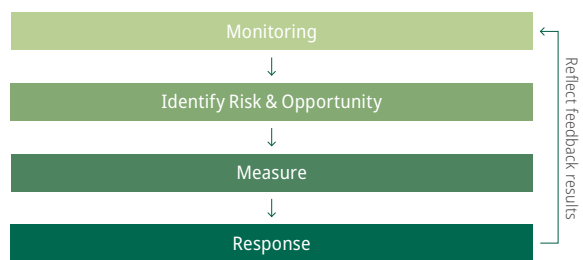 Monitoring
Identify Risk & Opportunity
Measure
Response
Reflect feedback results